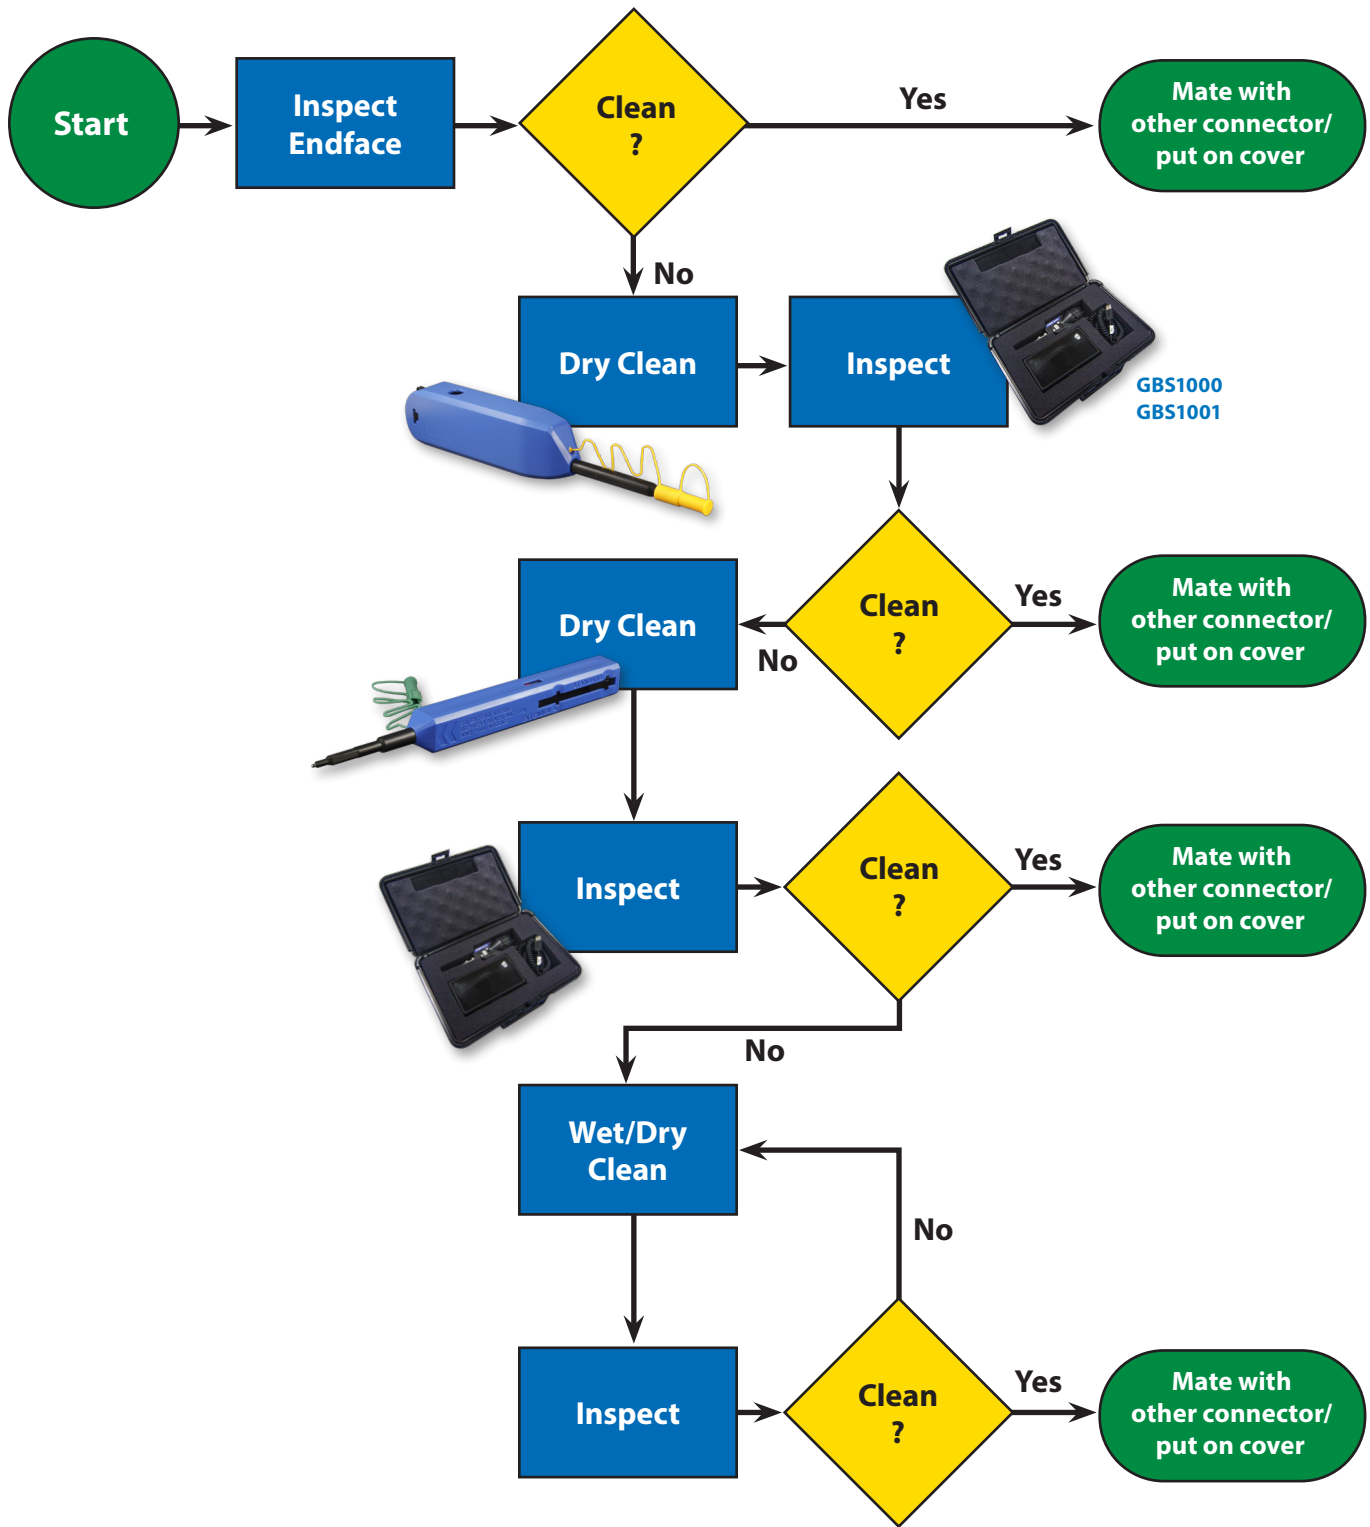 Start
Inspect
Endface
Clean
?
Yes
Mate with
other connector/
put on cover
No
Dry Clean
Inspect
GBS1000
GBS1001
Dry Clean
No
Clean
?
Yes
Mate with
other connector/
put on cover
Inspect
Clean
?
Yes
Mate with
other connector/
put on cover
No
Wet/Dry
Clean
No
Inspect
Clean
?
Yes
Mate with
other connector/
put on cover